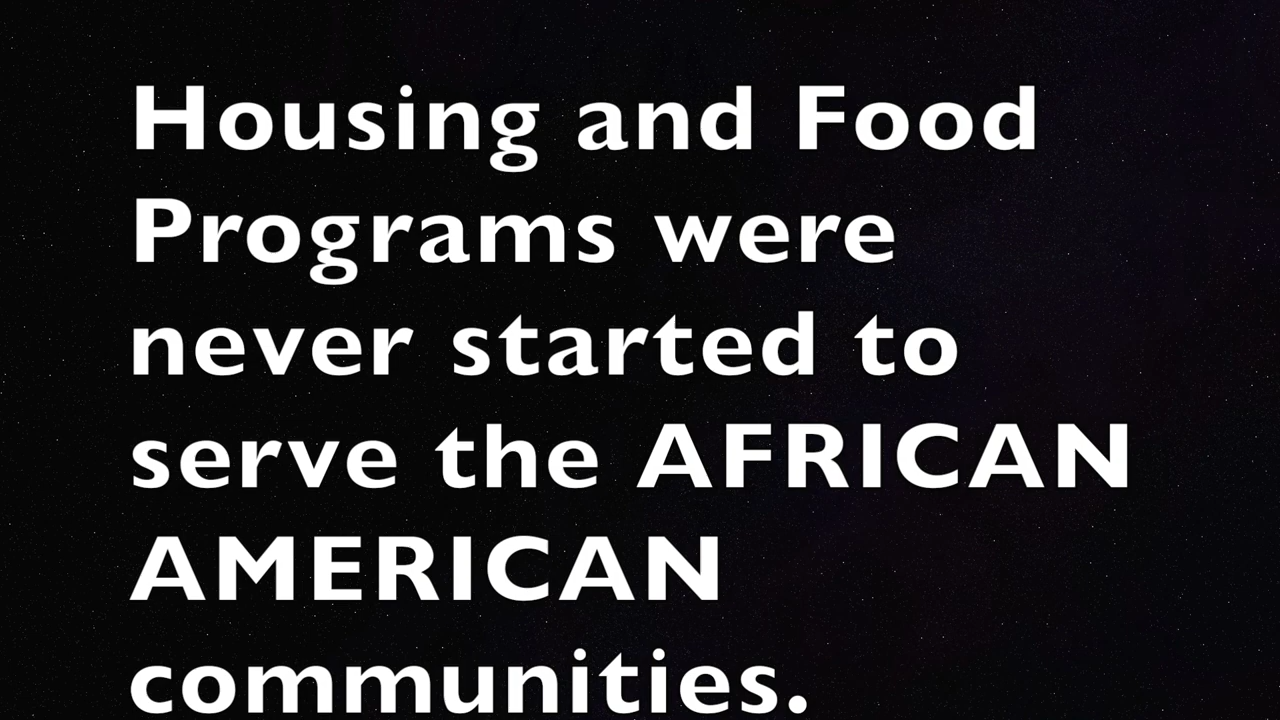 Housing and Food
Programs were
never started to
serve the AFRICAN
AMERICAN
communities.